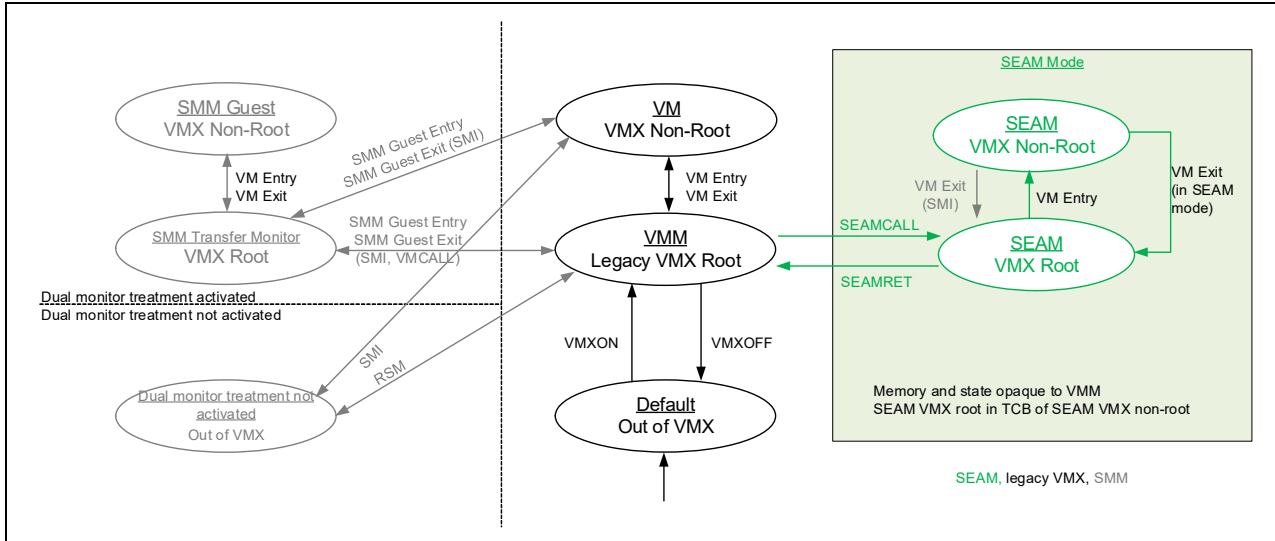 SMM Guest
VMX Non-Root
VM Entry
VM Exit
SMM Transfer Monitor
VMX Root
Dual monitor treatment activated
Dual monitor treatment not activated
Dual monitor treatment not
activated
Out of VMX
SMM Guest Entry
SMM Guest Exit (SMI)
SMM Guest Entry
SMM Guest Exit
(SMI, VMCALL)
SMI
RSM
VM
VMX Non-Root
VM Entry
VM Exit
VMM
Legacy VMX Root
VMXON
VMXOFF
Default
Out of VMX
SEAMCALL
SEAMRET
SEAM Mode
SEAM
VMX Non-Root
VM Exit
(SMI)
VM Entry
VM Exit
(in SEAM
mode)
SEAM
VMX Root
Memory and state opaque to VMM
SEAM VMX root in TCB of SEAM VMX non-root
SEAM, legacy VMX, SMM